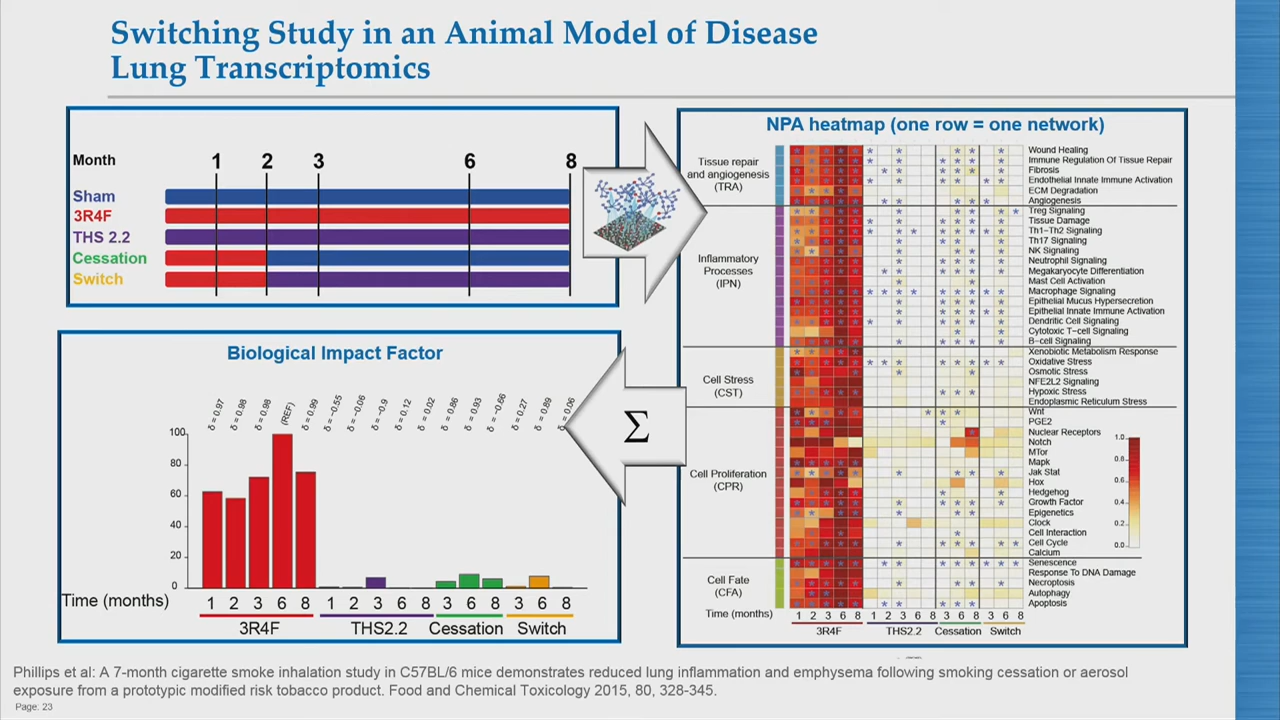 Switching Study in an Animal Model of Disease
Lung Transcriptomics
Month
1 2 3 6 8
Sham
3R4F
THS 2.2
Cessation
Switch
NPA heatmap (one row = one network)
Tissue repair
and angiogenesis
(TRA)
Wound Healing
Immune Regulation Of Tissue Repair
Fibrosis
Endothelial Innate Immune Activation
ECM Degradation
Angiogenesis
Inflammatory
Processes
(IPN)
Treg Signaling
Tissue Damage
Th1−Th2 Signaling
Th17 Signaling
NK Signaling
Neutrophil Signaling
Megakaryocyte Differentiation
Mast Cell Activation
Macrophage Signaling
Epithelial Mucus Hypersecretion
Epithelial Innate Immune Activation
Dendritic Cell Signaling
Cytotoxic T−cell Signaling
B−cell Signaling
Cell Stress
(CST)
Xenobiotic Metabolism Response
Oxidative Stress
Osmotic Stress
NFE2L2 Signaling
Hypoxic Stress
Endoplasmic Reticulum Stress
Cell Proliferation
(CPR)
Wnt
PGE2
Nuclear Receptors
Notch
MTor
Mapk
Jak Stat
Hox
Hedgehog
Growth Factor
Epigenetics
Clock
Cell Interaction
Cell Cycle
Calcium
Cell Fate
(CFA)
Senescence
Response To DNA Damage
Necroptosis
Autophagy
Apoptosis
1.0
0.8
0.6
0.4
0.2
0.0
Time (months)
1 2 3 6 8 1 2 3 6 8 3 6 8 3 6 8
3R4F THS2.2 Cessation Switch
Σ
Biological Impact Factor
δ = 0.97
δ = 0.98
δ = 0.98
(REF)
δ = 0.99
δ = −0.55
δ = −0.06
δ = −0.9
δ = 0.12
δ = 0.02
δ = 0.86
δ = 0.93
δ = −0.66
δ = 0.27
δ = 0.89
δ = 0.06
100
80
60
40
20
0
Time (months) 1 2 3 6 8 1 2 3 6 8 3 6 8 3 6 8
3R4F THS2.2 Cessation Switch
Phillips et al: A 7-month cigarette smoke inhalation study in C57BL/6 mice demonstrates reduced lung inflammation and emphysema following smoking cessation or aerosol
exposure from a prototypic modified risk tobacco product. Food and Chemical Toxicology 2015, 80, 328-345.
Page: 23